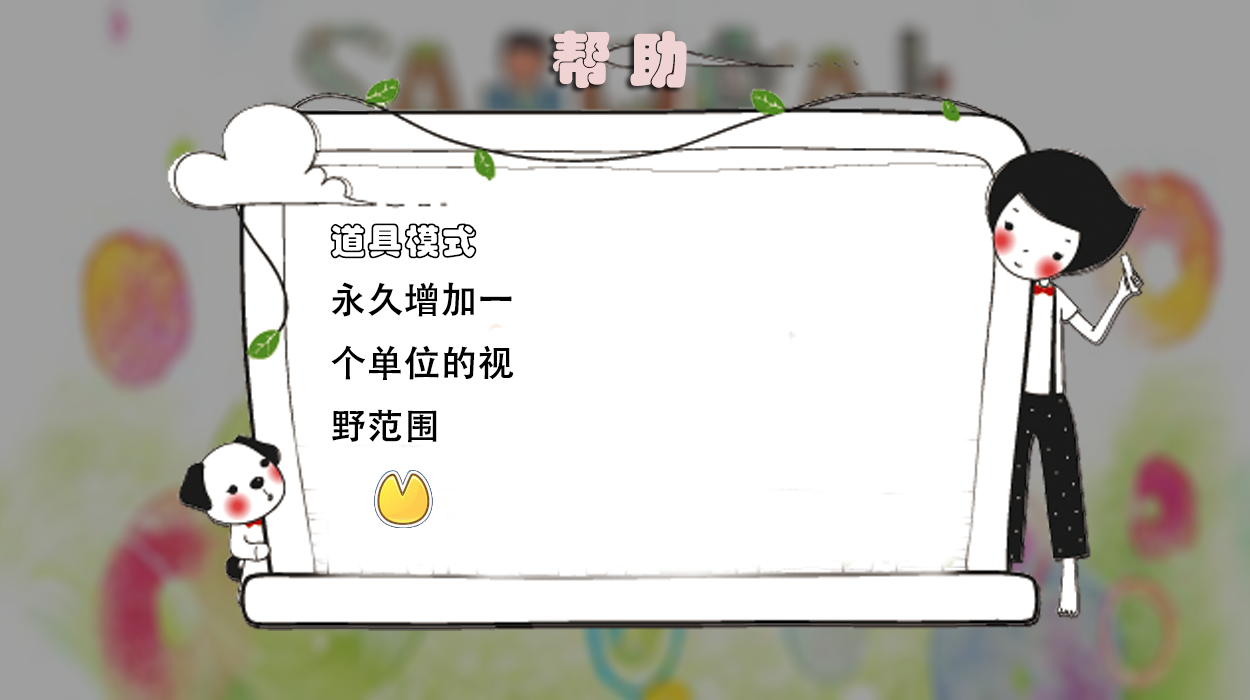 帮助
道具模式
永久增加一
个单位的视
野范围